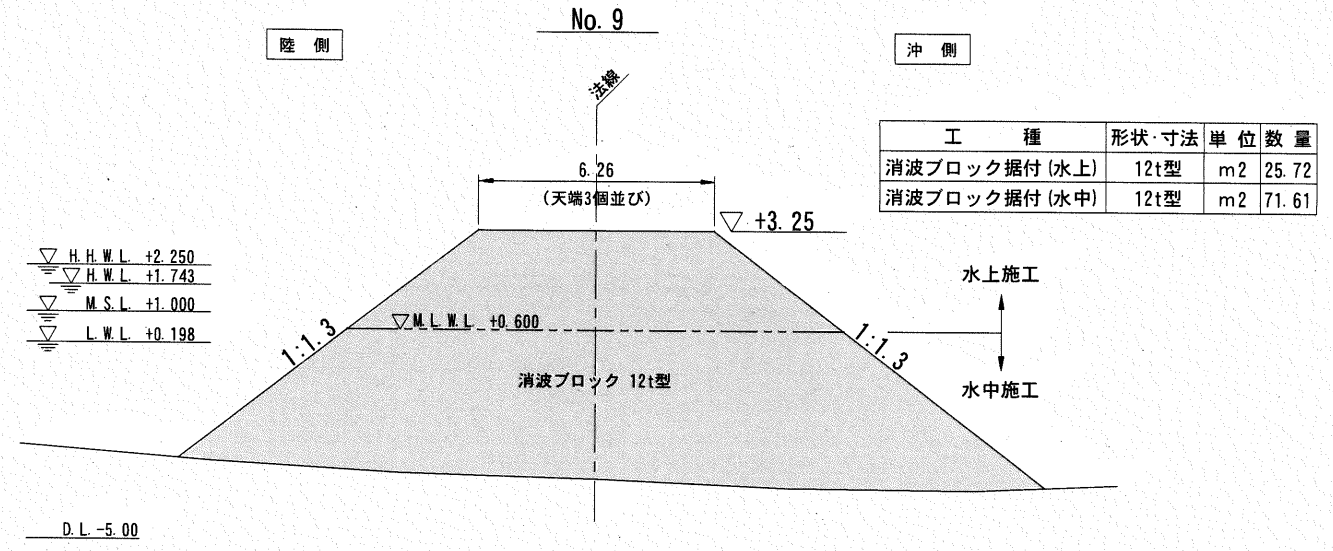 No. 9
陸 側
沖 側
法線
工 種 形状・寸法 単 位 数 量
消波ブロック据付(水上) 12t型 m2 25.72
消波ブロック据付(水中) 12t型 m2 71.61
6.26
(天端3個並び)
+3.25
H. H. W. L. +2.250
H. W. L. +1.743
M. S. L. +1.000
L. W. L. +0.198
水上施工
M. L. W. L. +0.600
1:1.3
1:1.3
消波ブロック 12t型
水中施工
D. L. -5.00